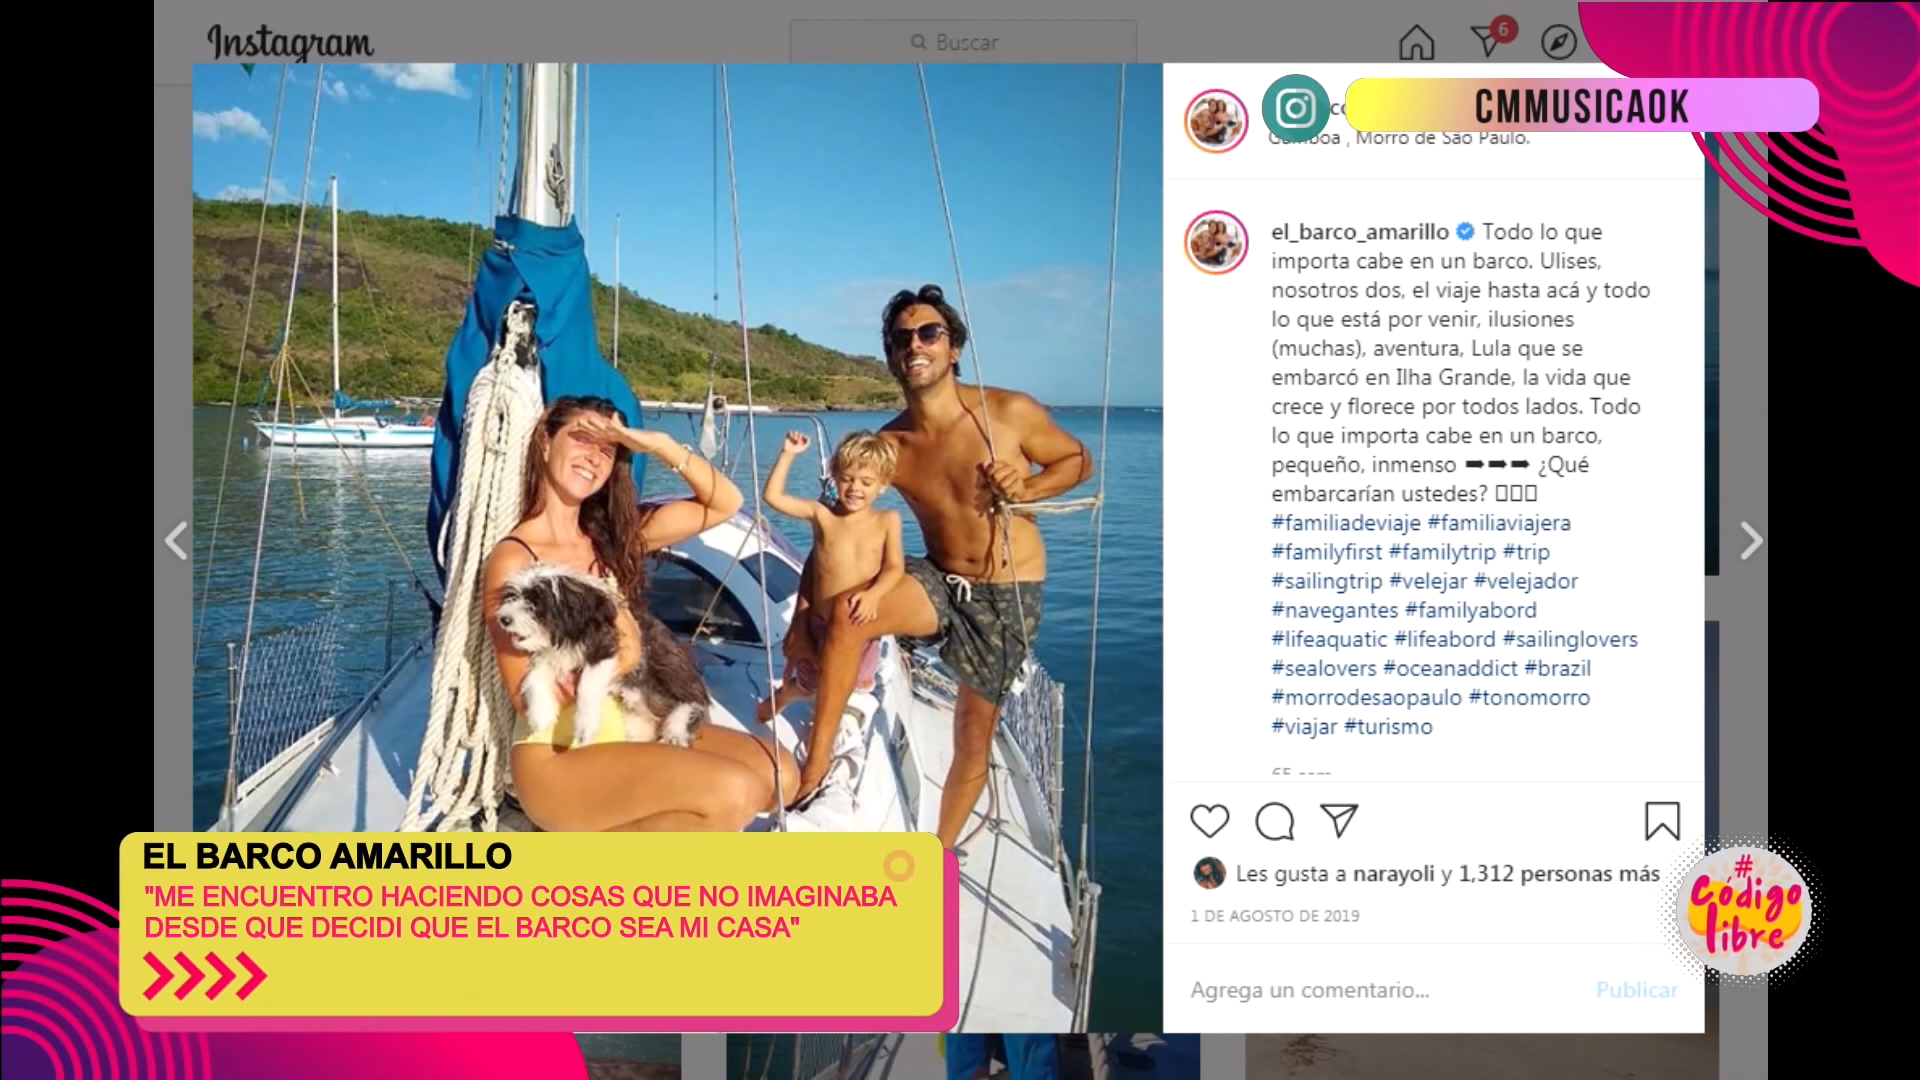 Instagram
Buscar
6
CMMUSICAOK
Gamboa , Morro de São Paulo.
el_barco_amarillo Todo lo que
importa cabe en un barco. Ulises,
nosotros dos, el viaje hasta acá y todo
lo que está por venir, ilusiones
(muchas), aventura, Lula que se
embarcó en Ilha Grande, la vida que
crece y florece por todos lados. Todo
lo que importa cabe en un barco,
pequeño, inmenso ➡➡➡ ¿Qué
embarcarían ustedes?
#familiadeviaje #familiaviajera
#familyfirst #familytrip #trip
#sailingtrip #velejar #velejador
#navegantes #familyabord
#lifeaquatic #lifeabord #sailinglovers
#sealovers #oceanaddict #brazil
#morrodesaopaulo #tonomorro
#viajar #turismo
Les gusta a narayoli y 1,312 personas más
1 DE AGOSTO DE 2019
Agrega un comentario... Publicar
EL BARCO AMARILLO
"ME ENCUENTRO HACIENDO COSAS QUE NO IMAGINABA
DESDE QUE DECIDI QUE EL BARCO SEA MI CASA"
#
Código
libre